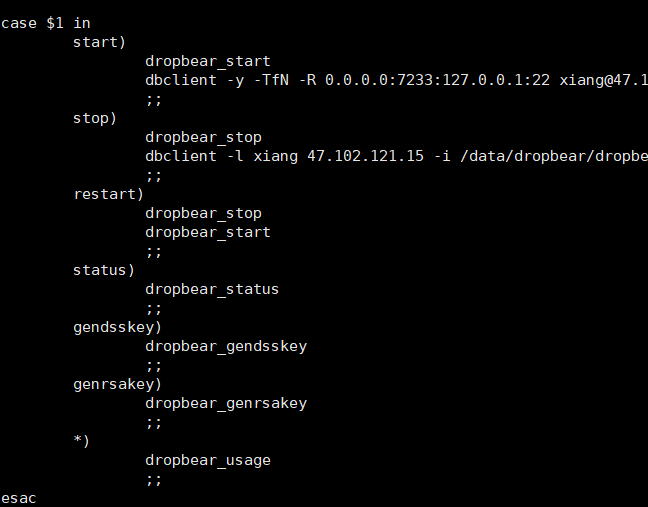 case $1 in
start)
dropbear_start
dbclient -y -TfN -R 0.0.0.0:7233:127.0.0.1:22 xiang@47.1
;;
stop)
dropbear_stop
dbclient -l xiang 47.102.121.15 -i /data/dropbear/dropbe
;;
restart)
dropbear_stop
dropbear_start
;;
status)
dropbear_status
;;
gendsskey)
dropbear_gendsskey
;;
genrsakey)
dropbear_genrsakey
;;
*)
dropbear_usage
;;
esac